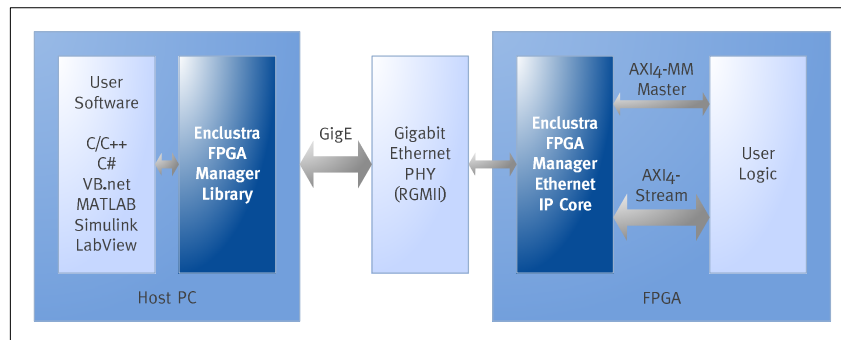 User
Software
C/C++
C#
VB.net
MATLAB
Simulink
LabView
Enclustra
FPGA
Manager
Library
Host PC
GigE
Gigabit
Ethernet
PHY
(RGMII)
Enclustra
FPGA
Manager
Ethernet
IP Core
AXI4-MM
Master
AXI4-
Stream
User
Logic
FPGA